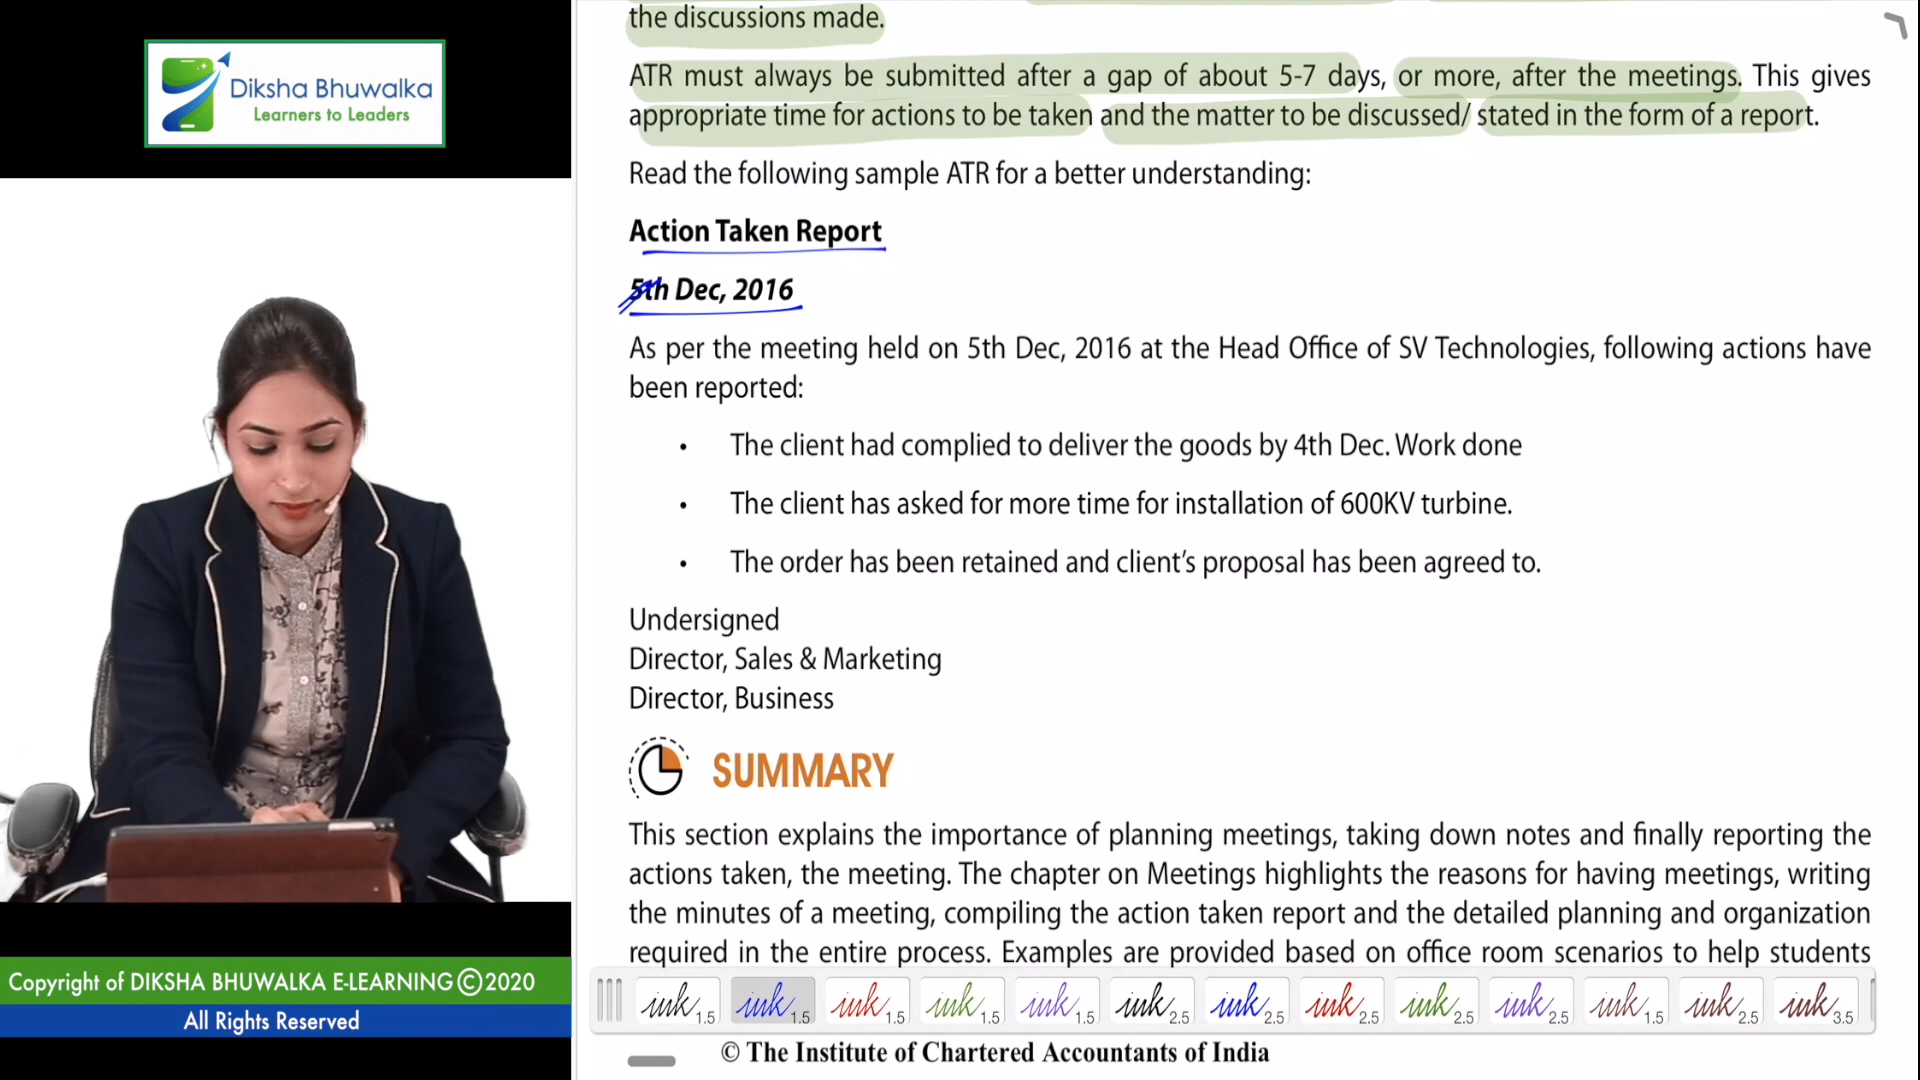 Diksha Bhuwalka
Learners to Leaders
the discussions made.
ATR must always be submitted after a gap of about 5-7 days, or more, after the meetings. This gives
appropriate time for actions to be taken and the matter to be discussed/ stated in the form of a report.
Read the following sample ATR for a better understanding:
Action Taken Report
5th Dec, 2016
As per the meeting held on 5th Dec, 2016 at the Head Office of SV Technologies, following actions have
been reported:
• The client had complied to deliver the goods by 4th Dec. Work done
• The client has asked for more time for installation of 600KV turbine.
• The order has been retained and client's proposal has been agreed to.
Undersigned
Director, Sales & Marketing
Director, Business
SUMMARY
This section explains the importance of planning meetings, taking down notes and finally reporting the
actions taken, the meeting. The chapter on Meetings highlights the reasons for having meetings, writing
the minutes of a meeting, compiling the action taken report and the detailed planning and organization
required in the entire process. Examples are provided based on office room scenarios to help students
ink 1.5 ink 1.5 ink 1.5 ink 1.5 ink 1.5 ink 2.5 ink 2.5 ink 2.5 ink 2.5 ink 2.5 ink 1.5 ink 2.5 ink 3.5
© The Institute of Chartered Accountants of India
Copyright of DIKSHA BHUWALKA E-LEARNING ©2020
All Rights Reserved